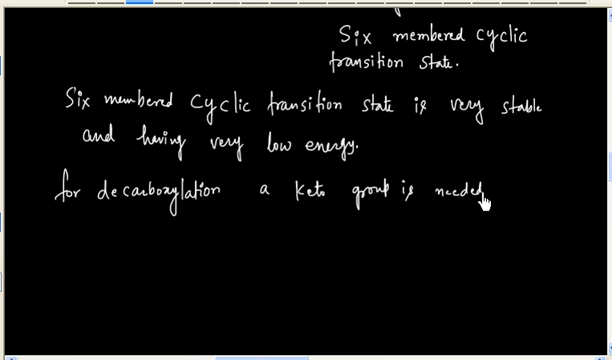 Six membered cyclic
transition state.
Six membered cyclic transition state is very stable
and having very low energy.
for decarboxylation a keto group is needed